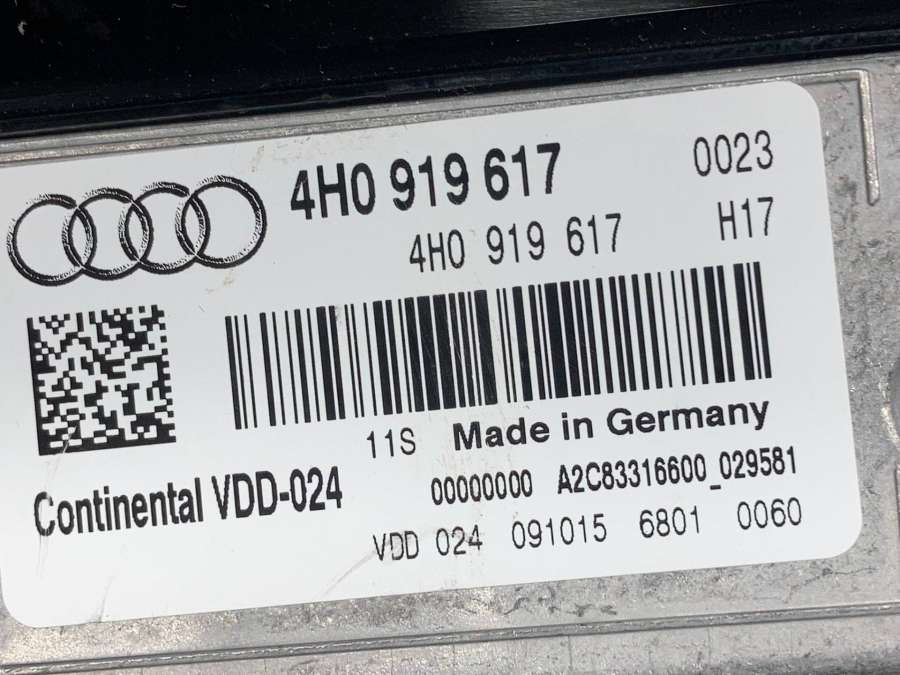 4H0 919 617 0023
4H0 919 617 H17
11S Made in Germany
Continental VDD-024 00000000 A2C83316600_029581
VDD 024 091015 6801 0060